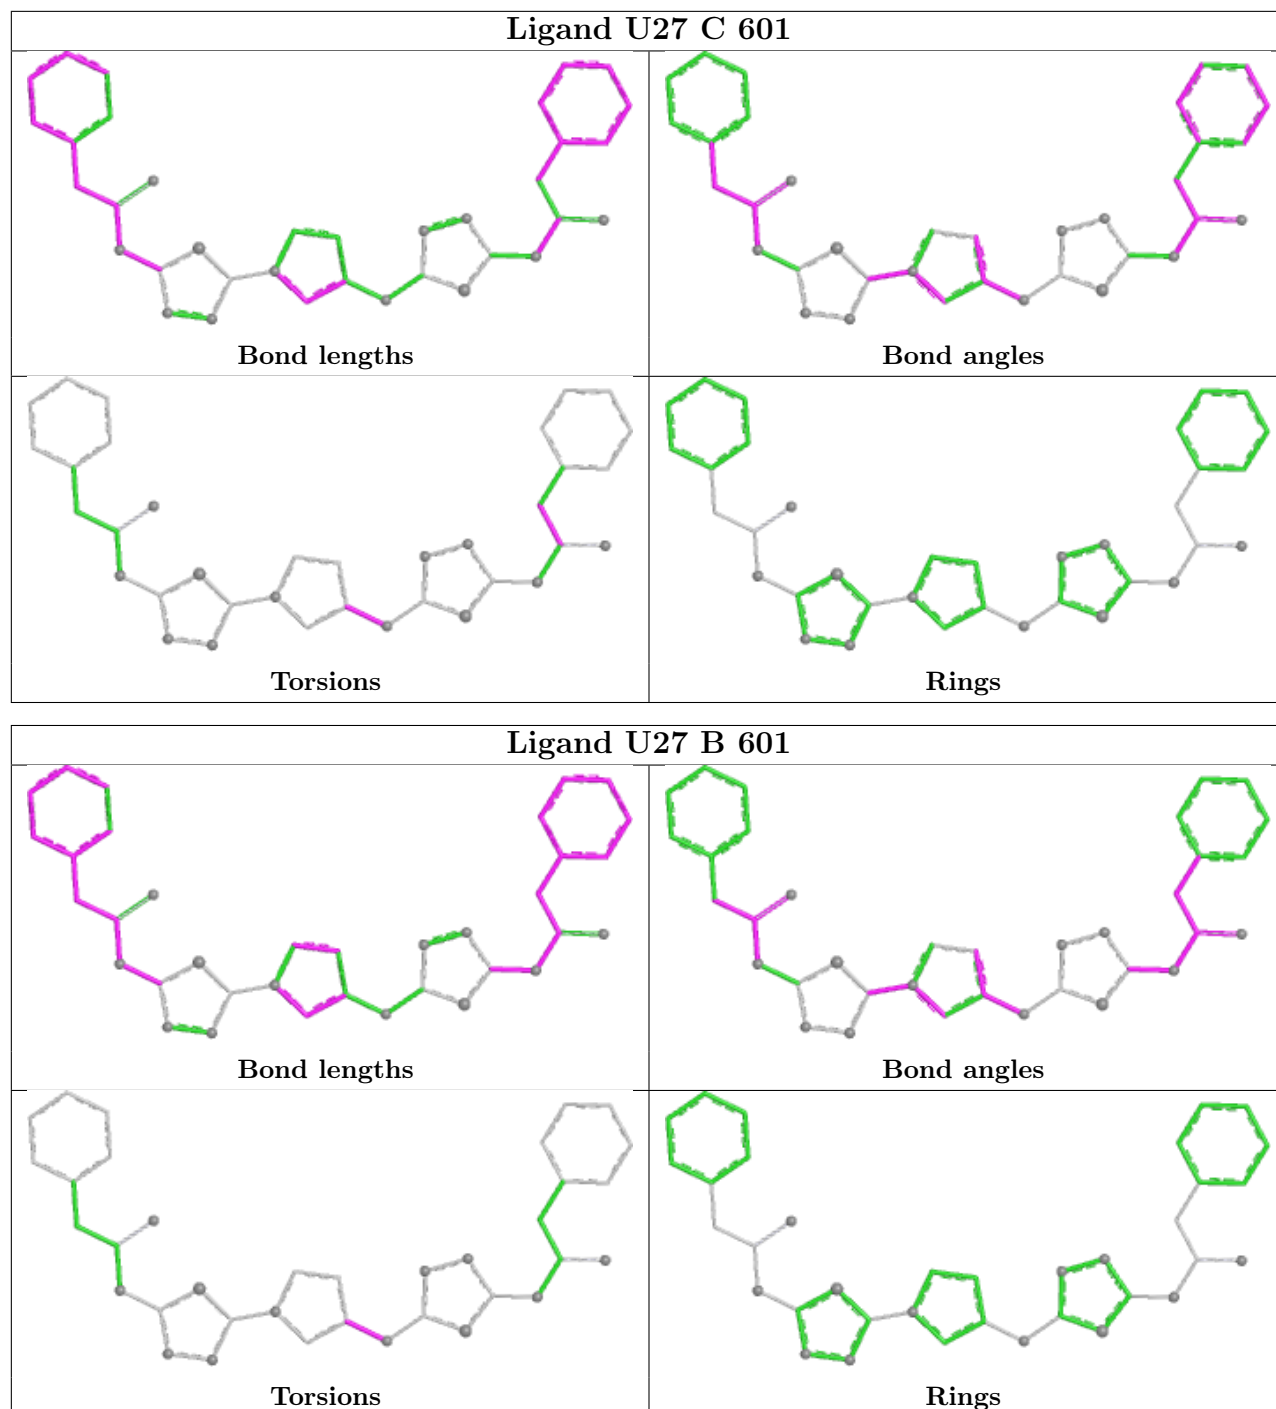 Ligand U27 C 601
Bond lengths
Bond angles
Torsions
Rings
Ligand U27 B 601
Bond lengths
Bond angles
Torsions
Rings